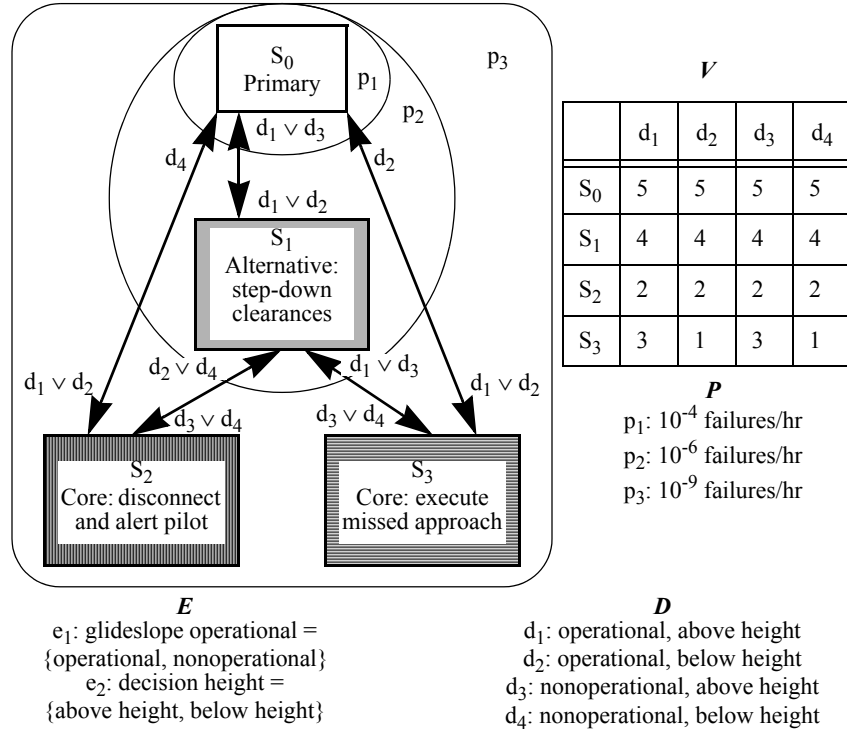 S0
Primary
p1
p2
p3
d1 ∨ d3
d4
d2
d1 ∨ d2
S1
Alternative:
step-down
clearances
d2 ∨ d4
d1 ∨ d3
d1 ∨ d2
d1 ∨ d2
d3 ∨ d4
d3 ∨ d4
S2
Core: disconnect
and alert pilot
S3
Core: execute
missed approach
V
d1 d2 d3 d4
S0 5 5 5 5
S1 4 4 4 4
S2 2 2 2 2
S3 3 1 3 1
P
p1: 10-4 failures/hr
p2: 10-6 failures/hr
p3: 10-9 failures/hr
E
e1: glideslope operational =
{operational, nonoperational}
e2: decision height =
{above height, below height}
D
d1: operational, above height
d2: operational, below height
d3: nonoperational, above height
d4: nonoperational, below height